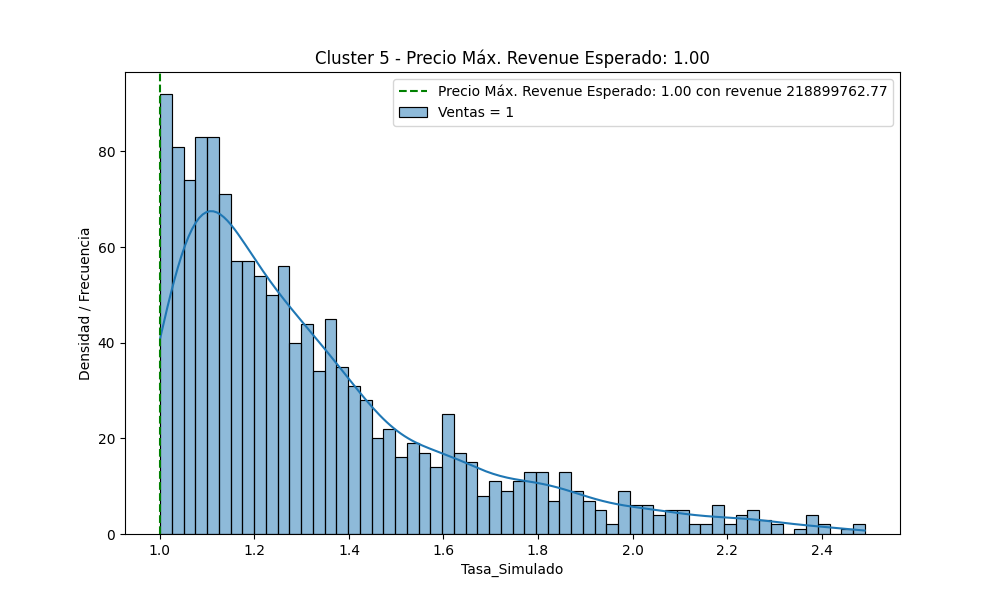 Cluster 5 - Precio Máx. Revenue Esperado: 1.00
Precio Máx. Revenue Esperado: 1.00 con revenue 218899762.77
Ventas = 1
Densidad / Frecuencia
80
60
40
20
0
1.0 1.2 1.4 1.6 1.8 2.0 2.2 2.4
Tasa_Simulado